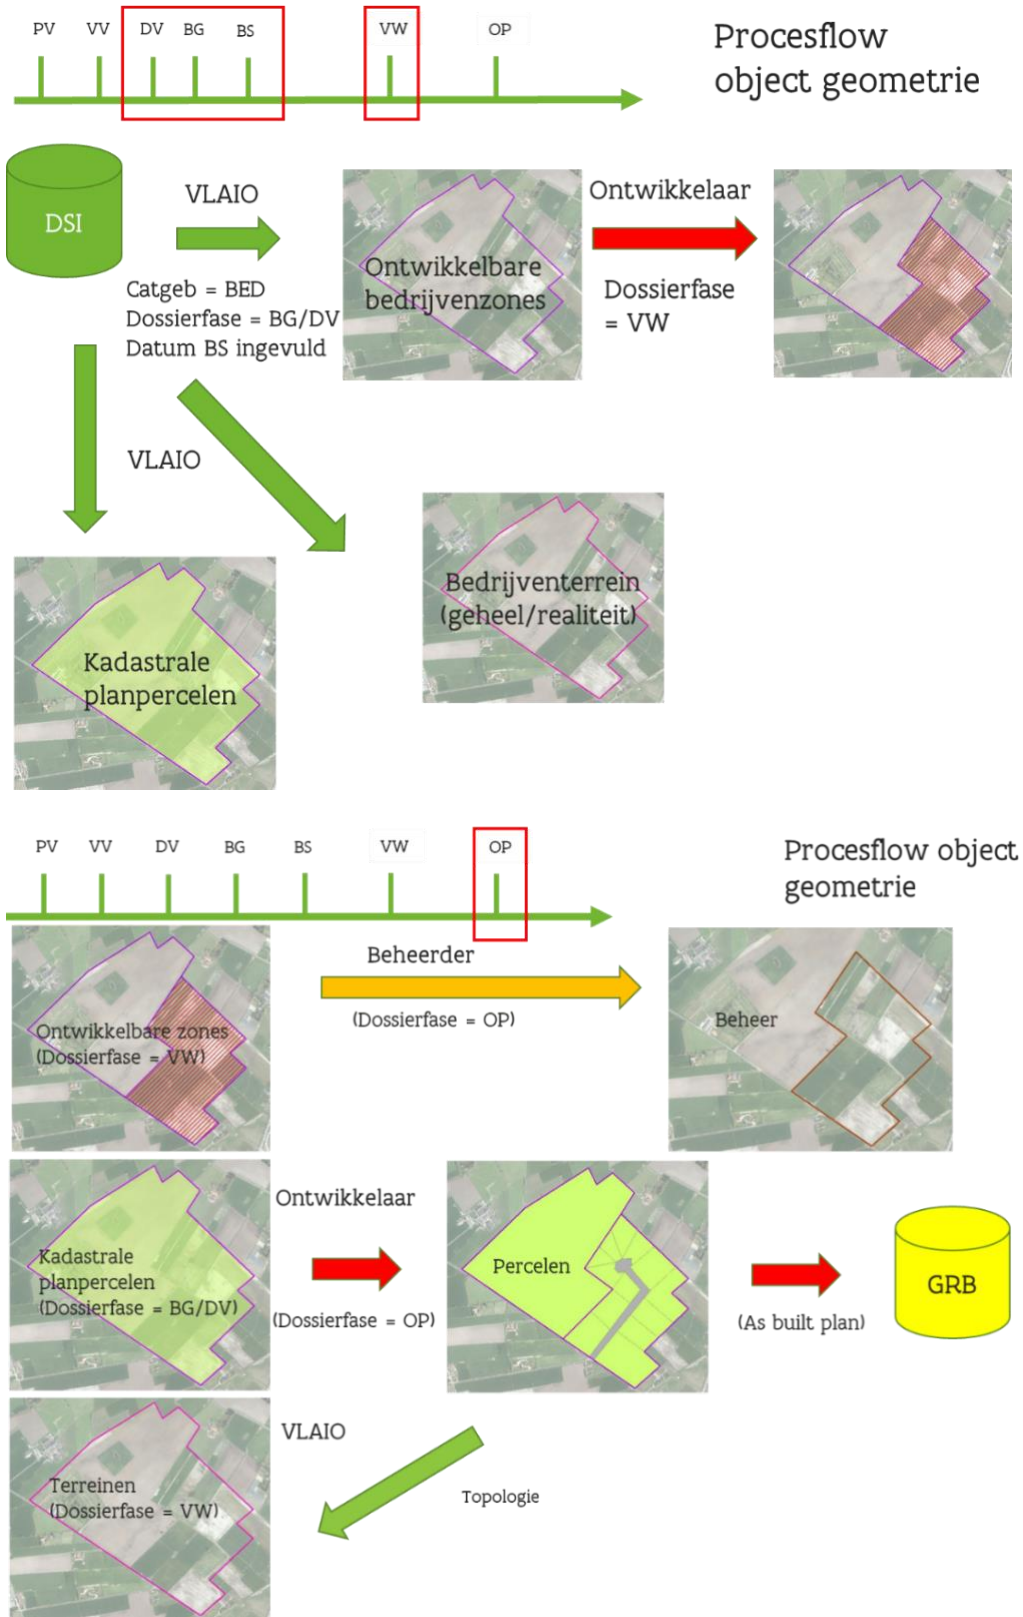 PV VV DV BG BS VW OP
Procesflow
object geometrie
DSI
VLAIO
Catgeb = BED
Dossierfase = BG/DV
Datum BS ingevuld
Ontwikkelbare
bedrijvenzones
Ontwikkelaar
Dossierfase
= VW
VLAIO
Bedrijventerrein
(geheel/realiteit)
Kadastrale
planpercelen
PV VV DV BG BS VW OP
Procesflow object
geometrie
Ontwikkelbare zones
(Dossierfase = VW)
Beheerder
(Dossierfase = OP)
Beheer
Kadastrale
planpercelen
(Dossierfase = BG/DV)
Ontwikkelaar
(Dossierfase = OP)
Percelen
(As built plan)
GRB
Terreinen
(Dossierfase = VW)
VLAIO
Topologie